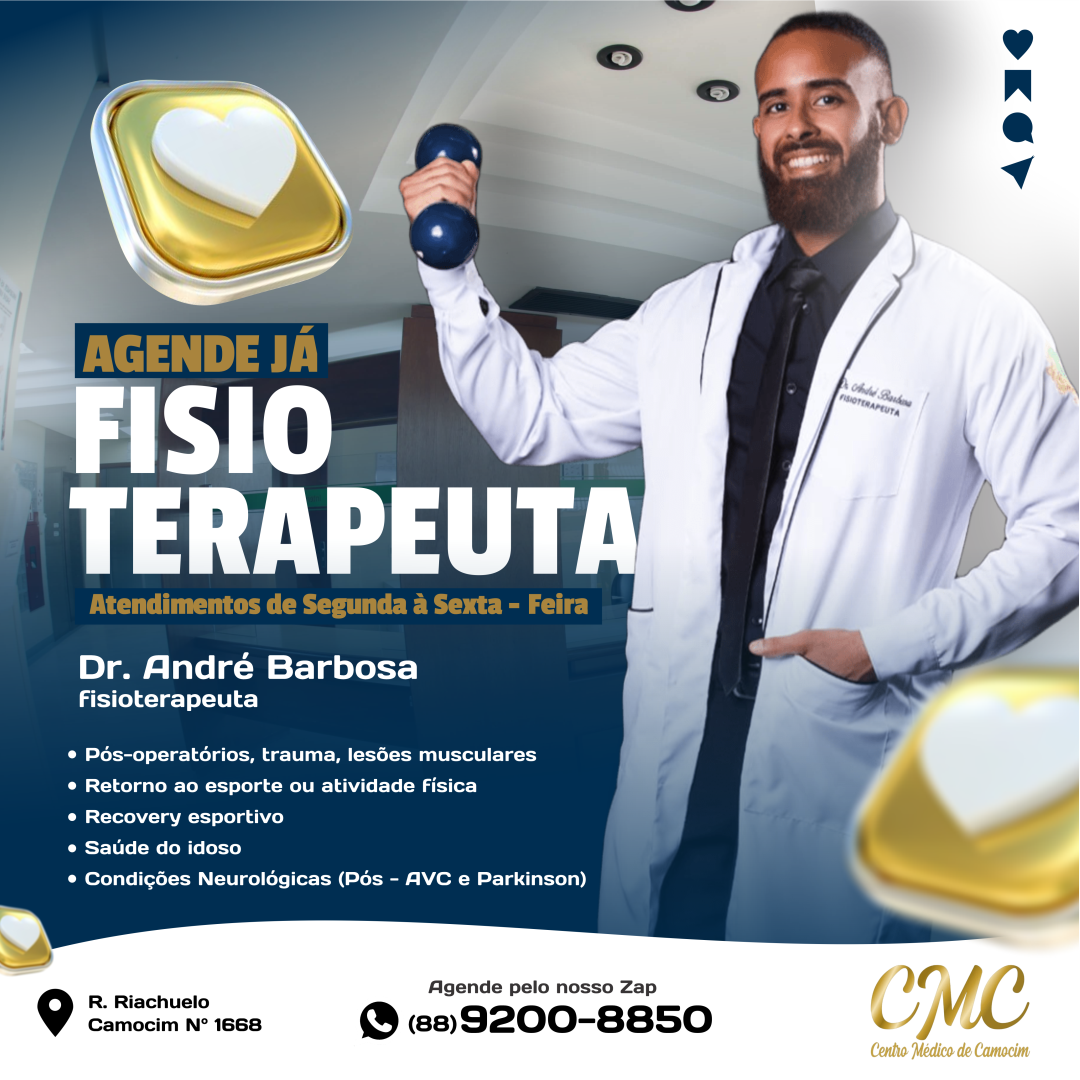 AGENDE JÁ
FISIO
TERAPEUTA
Atendimentos de Segunda à Sexta - Feira
Dr. André Barbosa
fisioterapeuta
• Pós-operatórios, trauma, lesões musculares
• Retorno ao esporte ou atividade física
• Recovery esportivo
• Saúde do idoso
• Condições Neurológicas (Pós - AVC e Parkinson)
Dr. André Barbosa
FISIOTERAPEUTA
R. Riachuelo
Camocim N° 1668
Agende pelo nosso Zap
(88) 9200-8850
CMC
Centro Médico de Camocim